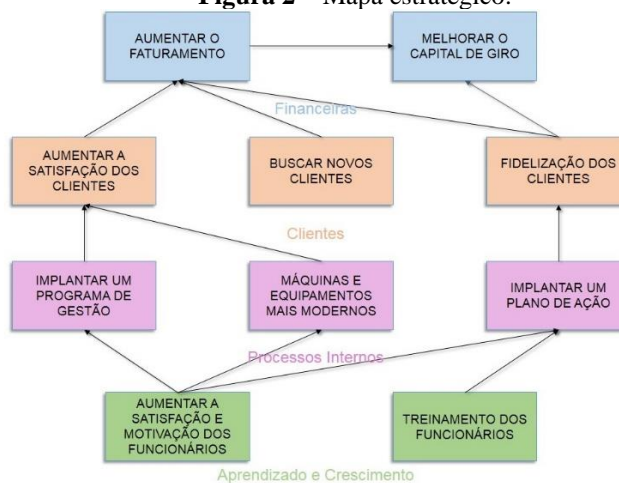 Figura 2 – Mapa estratégico.
AUMENTAR O
FATURAMENTO
MELHORAR O
CAPITAL DE GIRO
Financeiras
AUMENTAR A
SATISFAÇÃO DOS
CLIENTES
BUSCAR NOVOS
CLIENTES
FIDELIZAÇÃO DOS
CLIENTES
Clientes
IMPLANTAR UM
PROGRAMA DE
GESTÃO
MÁQUINAS E
EQUIPAMENTOS
MAIS MODERNOS
IMPLANTAR UM
PLANO DE AÇÃO
Processos Internos
AUMENTAR A
SATISFAÇÃO E
MOTIVAÇÃO DOS
FUNCIONÁRIOS
TREINAMENTO DOS
FUNCIONÁRIOS
Aprendizado e Crescimento